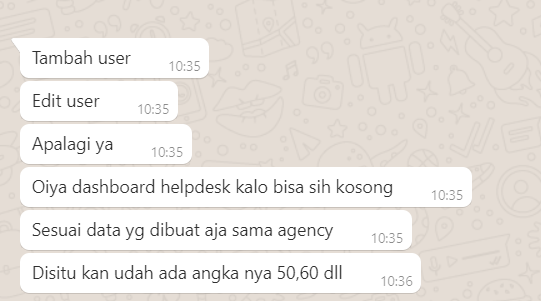 Tambah user
10:35
Edit user
10:35
Apalagi ya
10:35
Oiya dashboard helpdesk kalo bisa sih kosong
10:35
Sesuai data yg dibuat aja sama agency
10:35
Disitu kan udah ada angka nya 50,60 dll
10:36